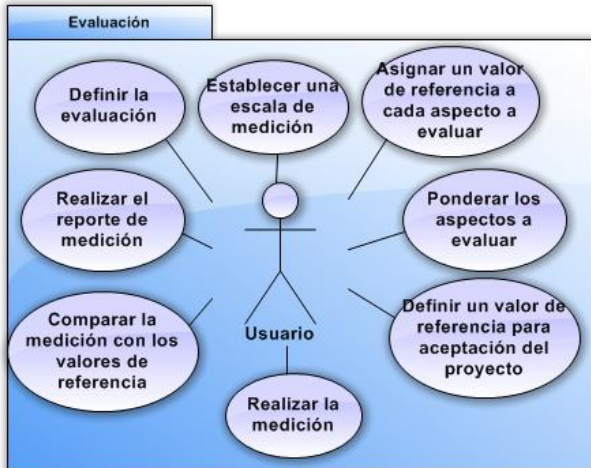 Evaluación
Definir la
evaluación
Establecer una
escala de
medición
Asignar un valor
de referencia a
cada aspecto a
evaluar
Realizar el
reporte de
medición
Ponderar los
aspectos a
evaluar
Comparar la
medición con los
valores de
referencia
Usuario
Definir un valor de
referencia para
aceptación del
proyecto
Realizar la
medición